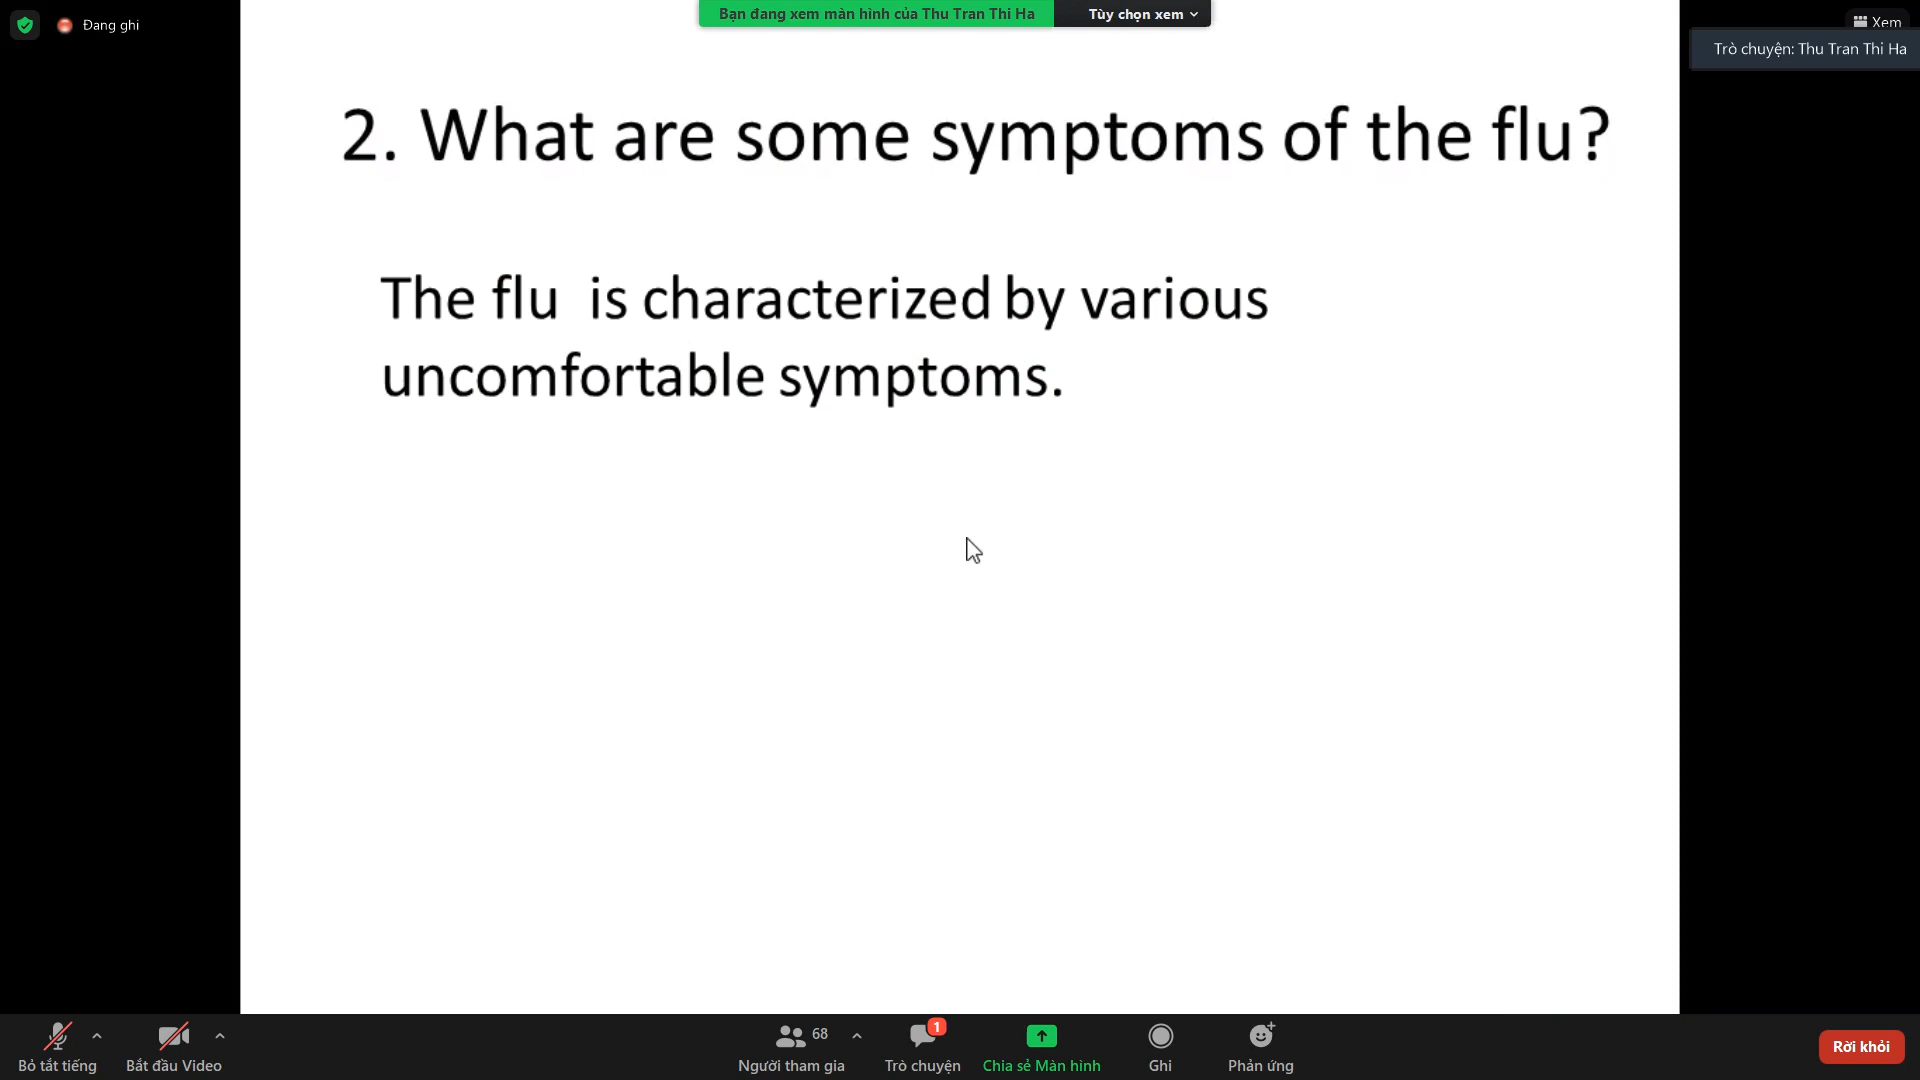 Đang ghi
Bạn đang xem màn hình của Thu Tran Thi Ha
Tùy chọn xem
Xem
Trò chuyện: Thu Tran Thi Ha
2. What are some symptoms of the flu?
The flu is characterized by various
uncomfortable symptoms.
Bỏ tắt tiếng
Bắt đầu Video
68
Người tham gia
1
Trò chuyện
Chia sẻ Màn hình
Ghi
Phản ứng
Rời khỏi